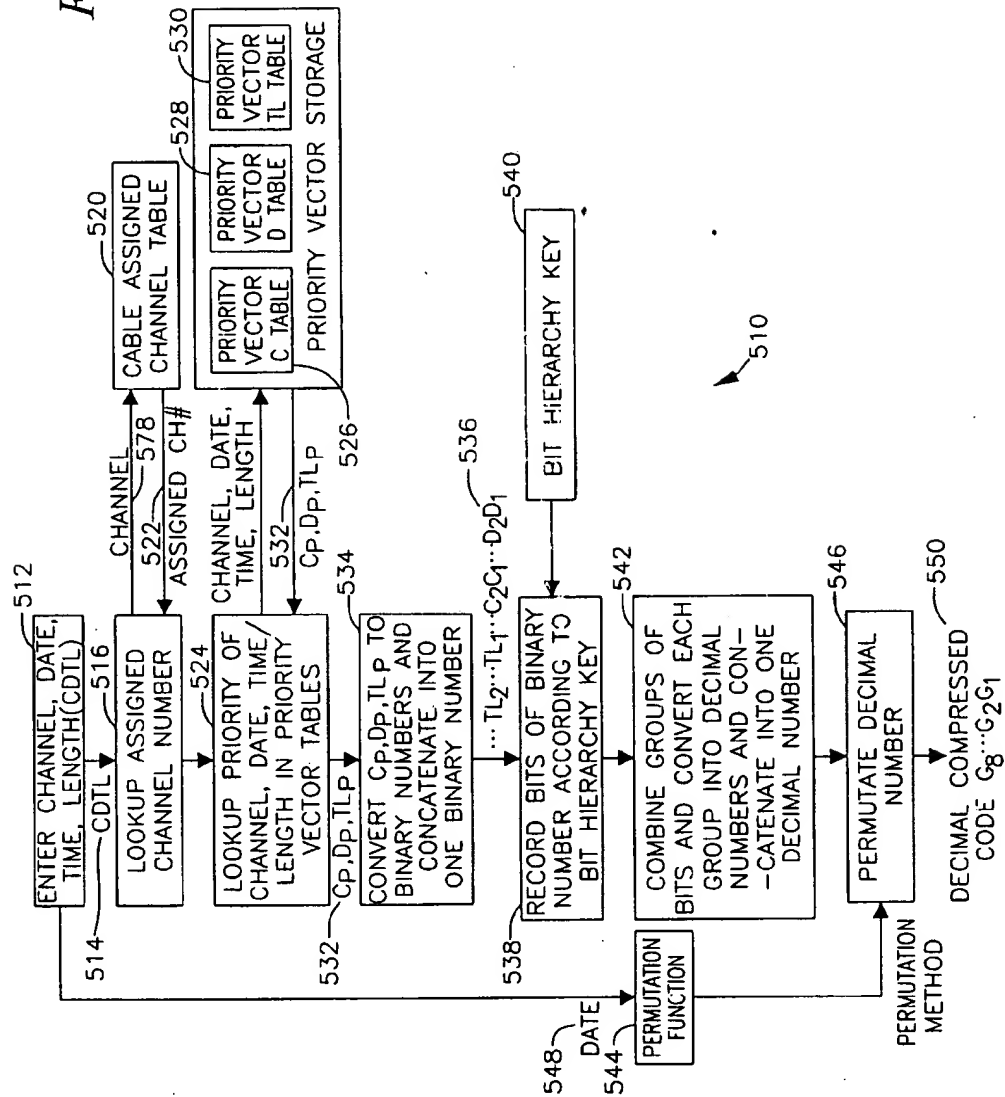 F
512
ENTER CHANNEL, DATE,
TIME, LENGTH(CDTL)
514
CDTL
516
LOOKUP ASSIGNED
CHANNEL NUMBER
CHANNEL
578
522
ASSIGNED CH#
520
CABLE ASSIGNED
CHANNEL TABLE
524
LOOKUP PRIORITY OF
CHANNEL, DATE, TIME/
LENGTH IN PRIORITY
VECTOR TABLES
CHANNEL, DATE,
TIME, LENGTH
532
Cp,Dp,TLp
526
528
530
PRIORITY
VECTOR
C TABLE
PRIORITY
VECTOR
D TABLE
PRIORITY
VECTOR
TL TABLE
PRIORITY VECTOR STORAGE
532
Cp,Dp,TLp
534
CONVERT Cp,Dp,TLp TO
BINARY NUMBERS AND
CONCATENATE INTO
ONE BINARY NUMBER
... TL2...TL1...C2C1...D2D1
536
538
RECORD BITS OF BINARY
NUMBER ACCORDING TO
BIT HIERARCHY KEY
540
BIT HIERARCHY KEY
542
COMBINE GROUPS OF
BITS AND CONVERT EACH
GROUP INTO DECIMAL
NUMBERS AND CON-
-CATENATE INTO ONE
DECIMAL NUMBER
548
DATE
544
PERMUTATION
FUNCTION
PERMUTATION
METHOD
546
PERMUTATE DECIMAL
NUMBER
DECIMAL COMPRESSED
CODE G8...G2G1
550
510